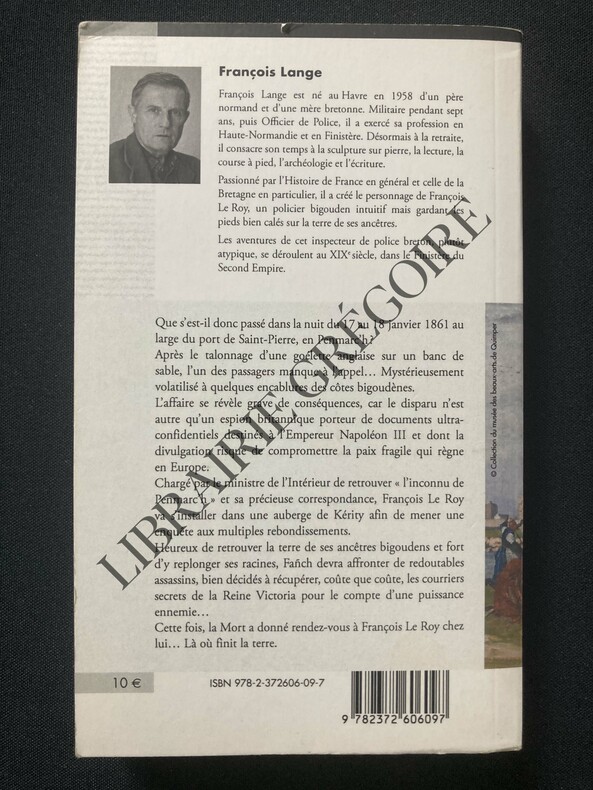 François Lange
François Lange est né au Havre en 1958 d'un père
normand et d'une mère bretonne. Militaire pendant sept
ans, puis Officier de Police, il a exercé sa profession en
Haute-Normandie et en Finistère. Désormais à la retraite,
il consacre son temps à la sculpture sur pierre, la lecture, la
course à pied, l'archéologie et l'écriture.
Passionné par l'Histoire de France en général et celle de la
Bretagne en particulier, il a créé le personnage de François
Le Roy, un policier bigouden intuitif mais gardant les
pieds bien calés sur la terre de ses ancêtres.
Les aventures de cet inspecteur de police breton, plutôt
atypique, se déroulent au XIXe siècle, dans le Finistère du
Second Empire.
Que s'est-il donc passé dans la nuit du 17 au 18 janvier 1861 au
large du port de Saint-Pierre, en Penmarc'h ?
Après le talonnage d'une goélette anglaise sur un banc de
sable, l'un des passagers manque à l'appel... Mystérieusement
volatilisé à quelques encablures des côtes bigoudènes.
L'affaire se révèle grave de conséquences, car le disparu n'est
autre qu'un espion britannique porteur de documents ultra-
confidentiels destinés à l'Empereur Napoléon III et dont la
divulgation risque de compromettre la paix fragile qui règne
en Europe.
Chargé par le ministre de l'Intérieur de retrouver « l'inconnu de
Penmarc'h » et sa précieuse correspondance, François Le Roy
va s'installer dans une auberge de Kérity afin de mener une
enquête aux multiples rebondissements.
Heureux de retrouver la terre de ses ancêtres bigoudens et fort
d'y replonger ses racines, Fañch devra affronter de redoutables
assassins, bien décidés à récupérer, coûte que coûte, les courriers
secrets de la Reine Victoria pour le compte d'une puissance
ennemie...
Cette fois, la Mort a donné rendez-vous à François Le Roy chez
lui... Là où finit la terre.
© Collection du musée des beaux-arts de Quimper
10 €
ISBN 978-2-372606-09-7
9 782372 606097
LIBRAIRIE GRÉGOIRE